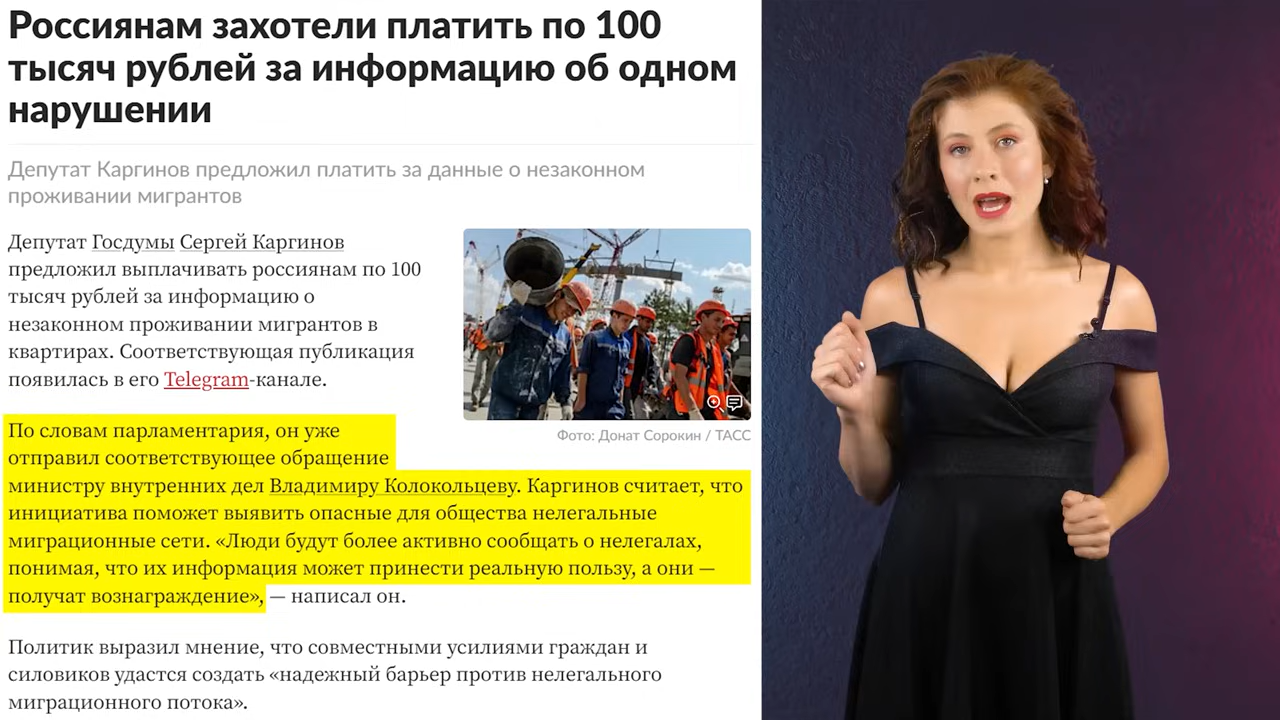 Россиянам захотели платить по 100
тысяч рублей за информацию об одном
нарушении
Депутат Каргинов предложил платить за данные о незаконном
проживании мигрантов
Депутат Госдумы Сергей Каргинов
предложил выплачивать россиянам по 100
тысяч рублей за информацию о
незаконном проживании мигрантов в
квартирах. Соответствующая публикация
появилась в его Telegram-канале.
Фото: Донат Сорокин / ТАСС
По словам парламентария, он уже
отправил соответствующее обращение
министру внутренних дел Владимиру Колокольцеву. Каргинов считает, что
инициатива поможет выявить опасные для общества нелегальные
миграционные сети. «Люди будут более активно сообщать о нелегалах,
понимая, что их информация может принести реальную пользу, а они —
получат вознаграждение», — написал он.
Политик выразил мнение, что совместными усилиями граждан и
силовиков удастся создать «надежный барьер против нелегального
миграционного потока».